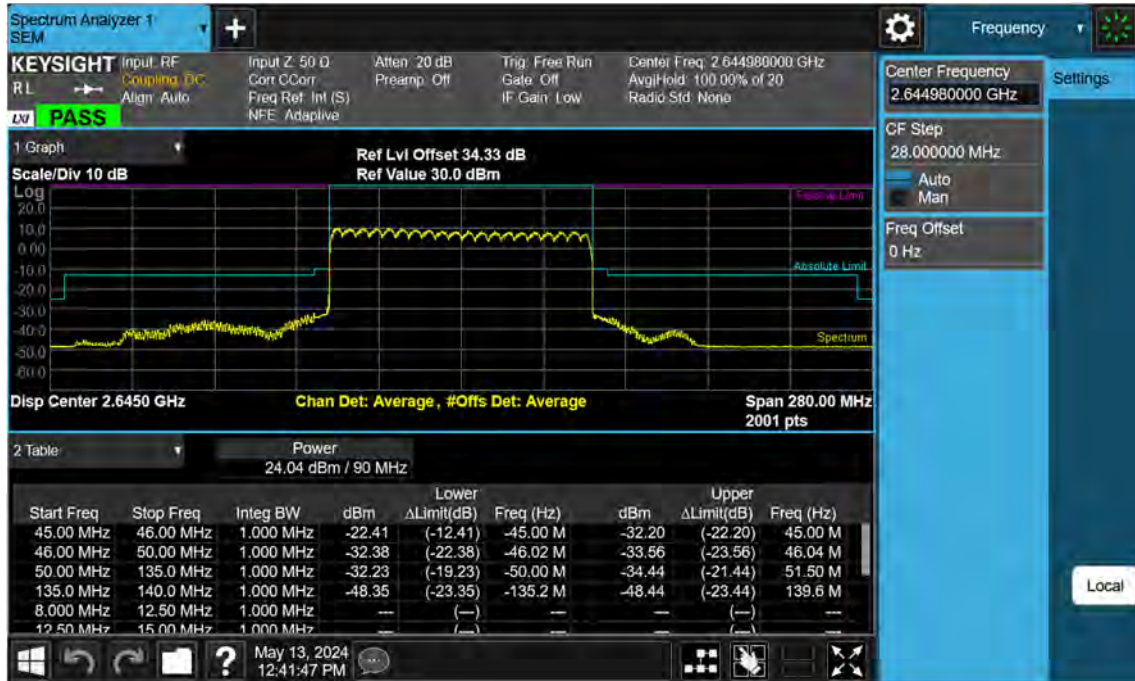 Spectrum Analyzer 1
SEM
+
Frequency
KEYSIGHT
RL
LXI
PASS
Input: RF
Coupling: DC
Align: Auto
Input Z: 50 Ω
Corr CCorr
Freq Ref: Int (S)
NFE: Adaptive
Atten: 20 dB
Preamp: Off
Trig: Free Run
Gate: Off
IF Gain: Low
Center Freq: 2.644980000 GHz
Avg|Hold: 100.00% of 20
Radio Std: None
Center Frequency
2.644980000 GHz
Settings
CF Step
28.000000 MHz
Auto
Man
Freq Offset
0 Hz
Local
1 Graph
Scale/Div 10 dB
Ref Lvl Offset 34.33 dB
Ref Value 30.0 dBm
Log
20.0
10.0
0.00
-10.0
-20.0
-30.0
-40.0
-50.0
-60.0
Limit
Absolute Limit
Spectrum
Disp Center 2.6450 GHz
Chan Det: Average, #Offs Det: Average
Span 280.00 MHz
2001 pts
2 Table
Power
24.04 dBm / 90 MHz
Lower Upper
Start Freq Stop Freq Integ BW dBm ΔLimit(dB) Freq (Hz) dBm ΔLimit(dB) Freq (Hz)
45.00 MHz 46.00 MHz 1.000 MHz -22.41 (-12.41) -45.00 M -32.20 (-22.20) 45.00 M
46.00 MHz 50.00 MHz 1.000 MHz -32.38 (-22.38) -46.02 M -33.56 (-23.56) 46.04 M
50.00 MHz 135.0 MHz 1.000 MHz -32.23 (-19.23) -50.00 M -34.44 (-21.44) 51.50 M
135.0 MHz 140.0 MHz 1.000 MHz -48.35 (-23.35) -135.2 M -48.44 (-23.44) 139.6 M
8.000 MHz 12.50 MHz 1.000 MHz --- (---) --- --- (---) ---
12.50 MHz 15.00 MHz 1.000 MHz --- (---) --- --- (---) ---
?
May 13, 2024
12:41:47 PM